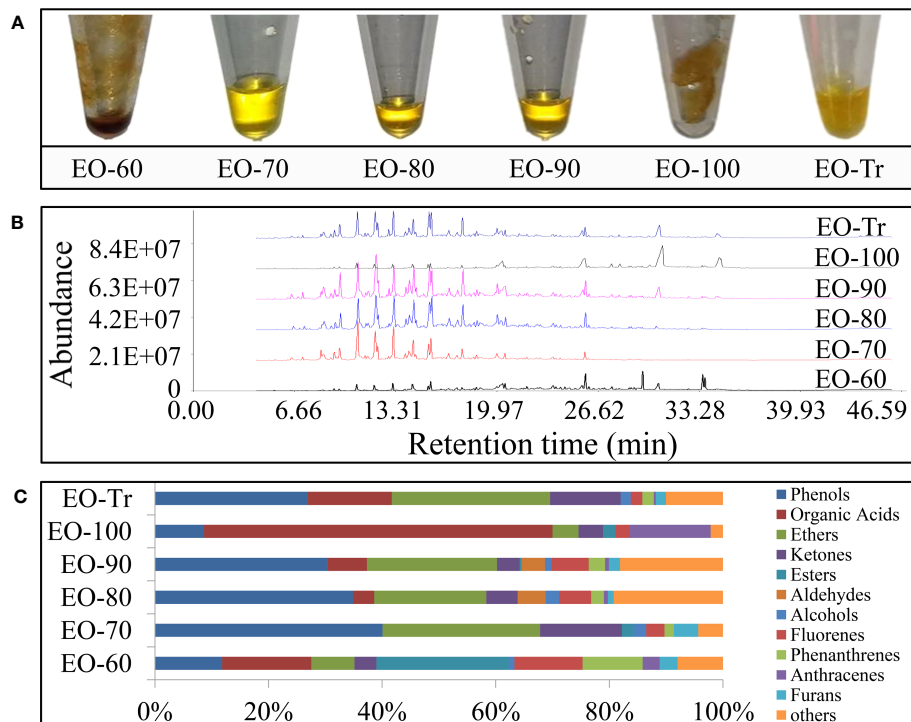 A
EO-60 EO-70 EO-80 EO-90 EO-100 EO-Tr
B
Abundance
8.4E+07
6.3E+07
4.2E+07
2.1E+07
0
EO-Tr
EO-100
EO-90
EO-80
EO-70
EO-60
0.00 6.66 13.31 19.97 26.62 33.28 39.93 46.59
Retention time (min)
C
EO-Tr
EO-100
EO-90
EO-80
EO-70
EO-60
0% 20% 40% 60% 80% 100%
Phenols
Organic Acids
Ethers
Ketones
Esters
Aldehydes
Alcohols
Fluorenes
Phenanthrenes
Anthracenes
Furans
others